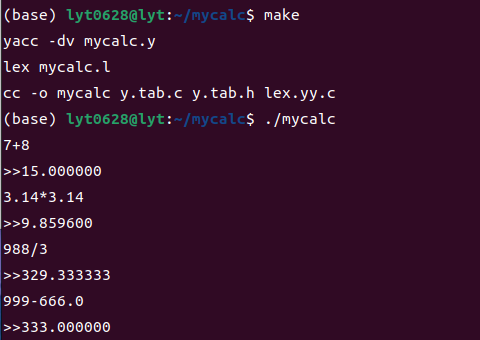 (base) lyt0628@lyt:~/mycalc$ make
yacc -dv mycalc.y
lex mycalc.l
cc -o mycalc y.tab.c y.tab.h lex.yy.c
(base) lyt0628@lyt:~/mycalc$ ./mycalc
7+8
>>15.000000
3.14*3.14
>>9.859600
988/3
>>329.333333
999-666.0
>>333.000000